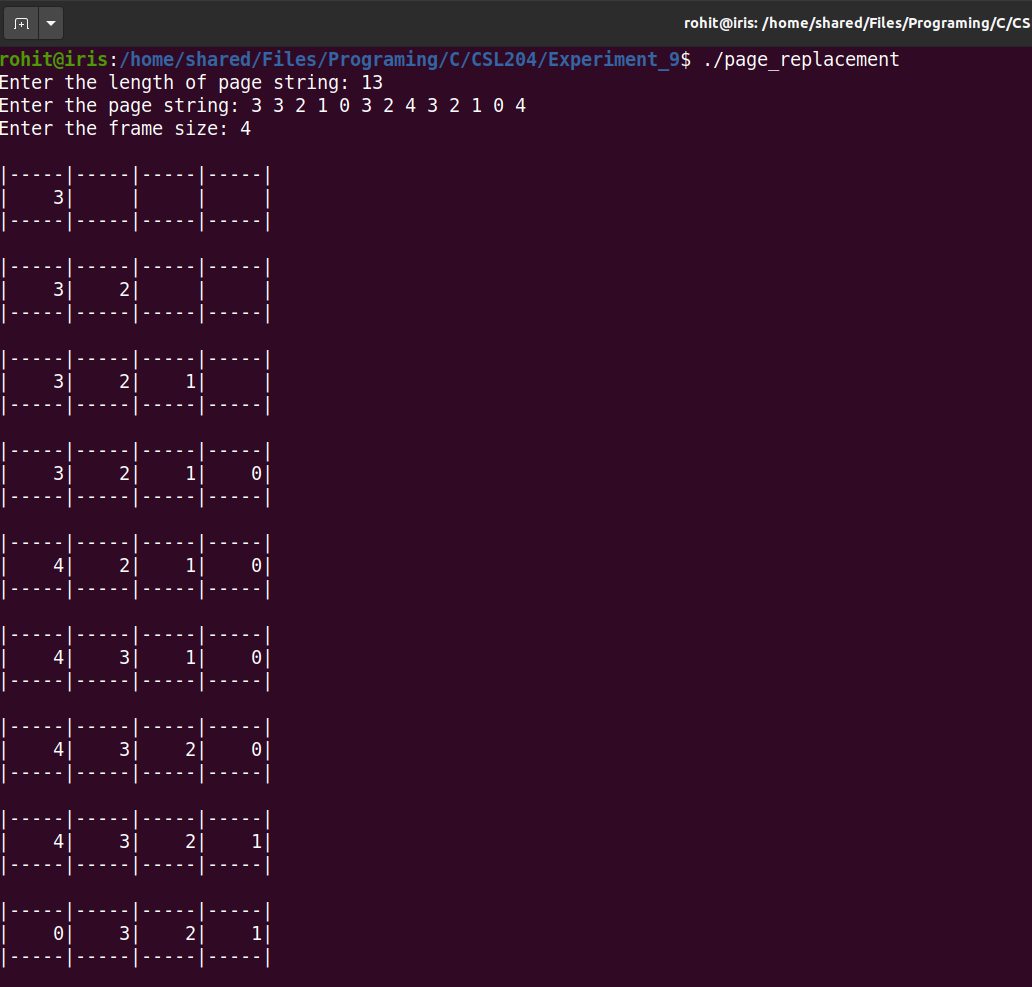 rohit@iris: /home/shared/Files/Programing/C/CS
rohit@iris:/home/shared/Files/Programing/C/CSL204/Experiment_9$ ./page_replacement
Enter the length of page string: 13
Enter the page string: 3 3 2 1 0 3 2 4 3 2 1 0 4
Enter the frame size: 4
|-----|-----|-----|-----|
|    3|     |     |     |
|-----|-----|-----|-----|
|-----|-----|-----|-----|
|    3|    2|     |     |
|-----|-----|-----|-----|
|-----|-----|-----|-----|
|    3|    2|    1|     |
|-----|-----|-----|-----|
|-----|-----|-----|-----|
|    3|    2|    1|    0|
|-----|-----|-----|-----|
|-----|-----|-----|-----|
|    4|    2|    1|    0|
|-----|-----|-----|-----|
|-----|-----|-----|-----|
|    4|    3|    1|    0|
|-----|-----|-----|-----|
|-----|-----|-----|-----|
|    4|    3|    2|    0|
|-----|-----|-----|-----|
|-----|-----|-----|-----|
|    4|    3|    2|    1|
|-----|-----|-----|-----|
|-----|-----|-----|-----|
|    0|    3|    2|    1|
|-----|-----|-----|-----|